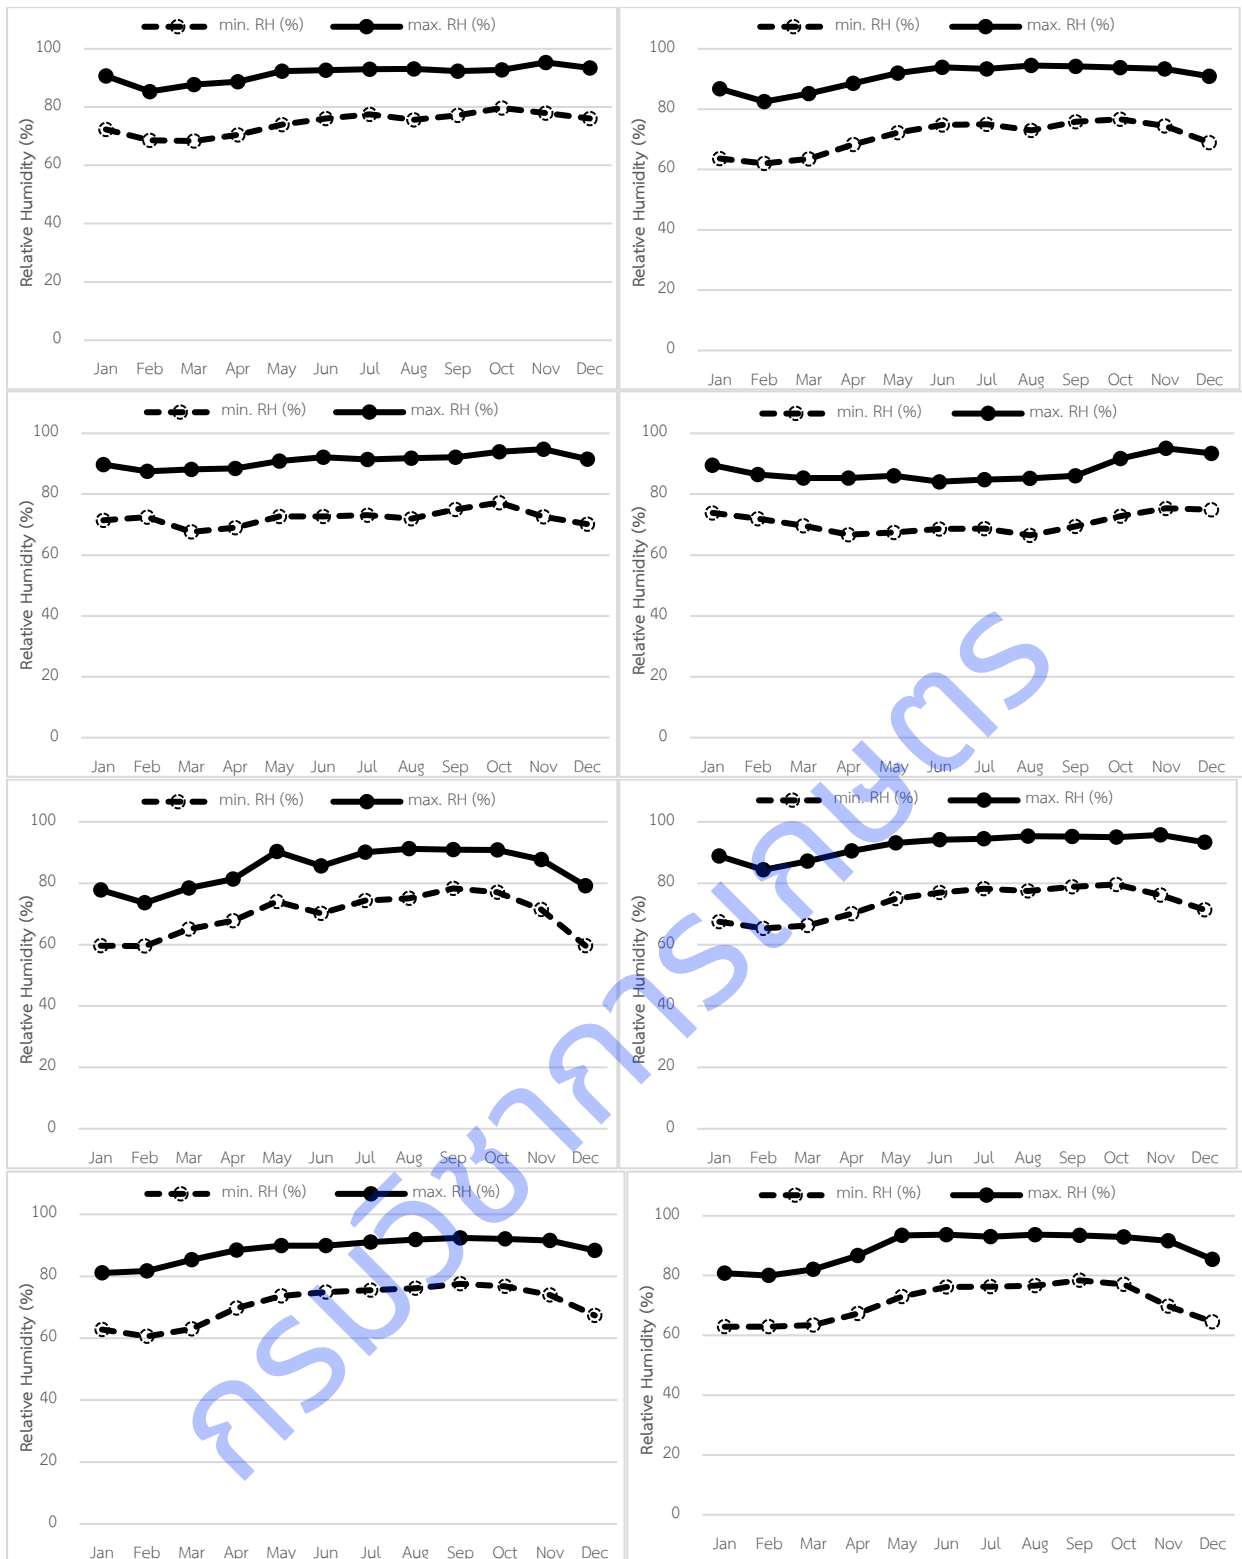 min. RH (%) max. RH (%)
Relative Humidity (%)
100
80
60
40
20
0
Jan Feb Mar Apr May Jun Jul Aug Sep Oct Nov Dec
min. RH (%) max. RH (%)
Relative Humidity (%)
100
80
60
40
20
0
Jan Feb Mar Apr May Jun Jul Aug Sep Oct Nov Dec
min. RH (%) max. RH (%)
Relative Humidity (%)
100
80
60
40
20
0
Jan Feb Mar Apr May Jun Jul Aug Sep Oct Nov Dec
min. RH (%) max. RH (%)
Relative Humidity (%)
100
80
60
40
20
0
Jan Feb Mar Apr May Jun Jul Aug Sep Oct Nov Dec
min. RH (%) max. RH (%)
Relative Humidity (%)
100
80
60
40
20
0
Jan Feb Mar Apr May Jun Jul Aug Sep Oct Nov Dec
min. RH (%) max. RH (%)
Relative Humidity (%)
100
80
60
40
20
0
Jan Feb Mar Apr May Jun Jul Aug Sep Oct Nov Dec
min. RH (%) max. RH (%)
Relative Humidity (%)
100
80
60
40
20
0
Jan Feb Mar Apr May Jun Jul Aug Sep Oct Nov Dec
min. RH (%) max. RH (%)
Relative Humidity (%)
100
80
60
40
20
0
Jan Feb Mar Apr May Jun Jul Aug Sep Oct Nov Dec
กรมวิชาการเกษตร